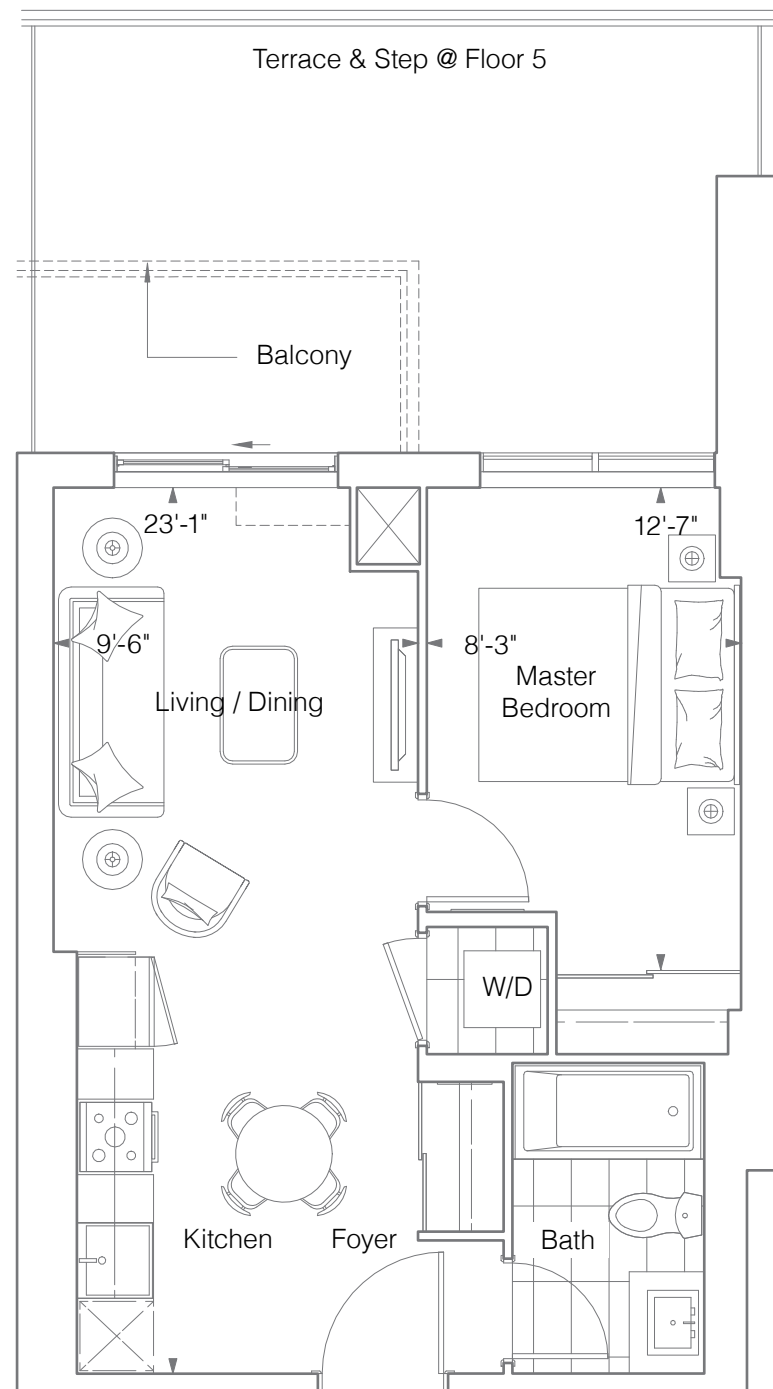 Terrace & Step @ Floor 5
Balcony
23'-1"
12'-7"
9'-6"
8'-3"
Living / Dining
Master
Bedroom
W/D
Kitchen
Foyer
Bath